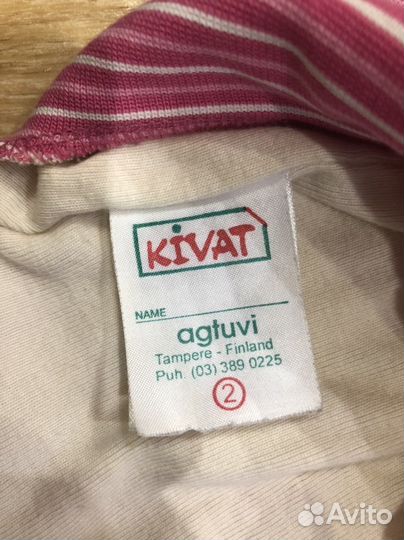 KiVAT
NAME
agtuvi
Tampere - Finland
Puh. (03) 389 0225
2
Avito